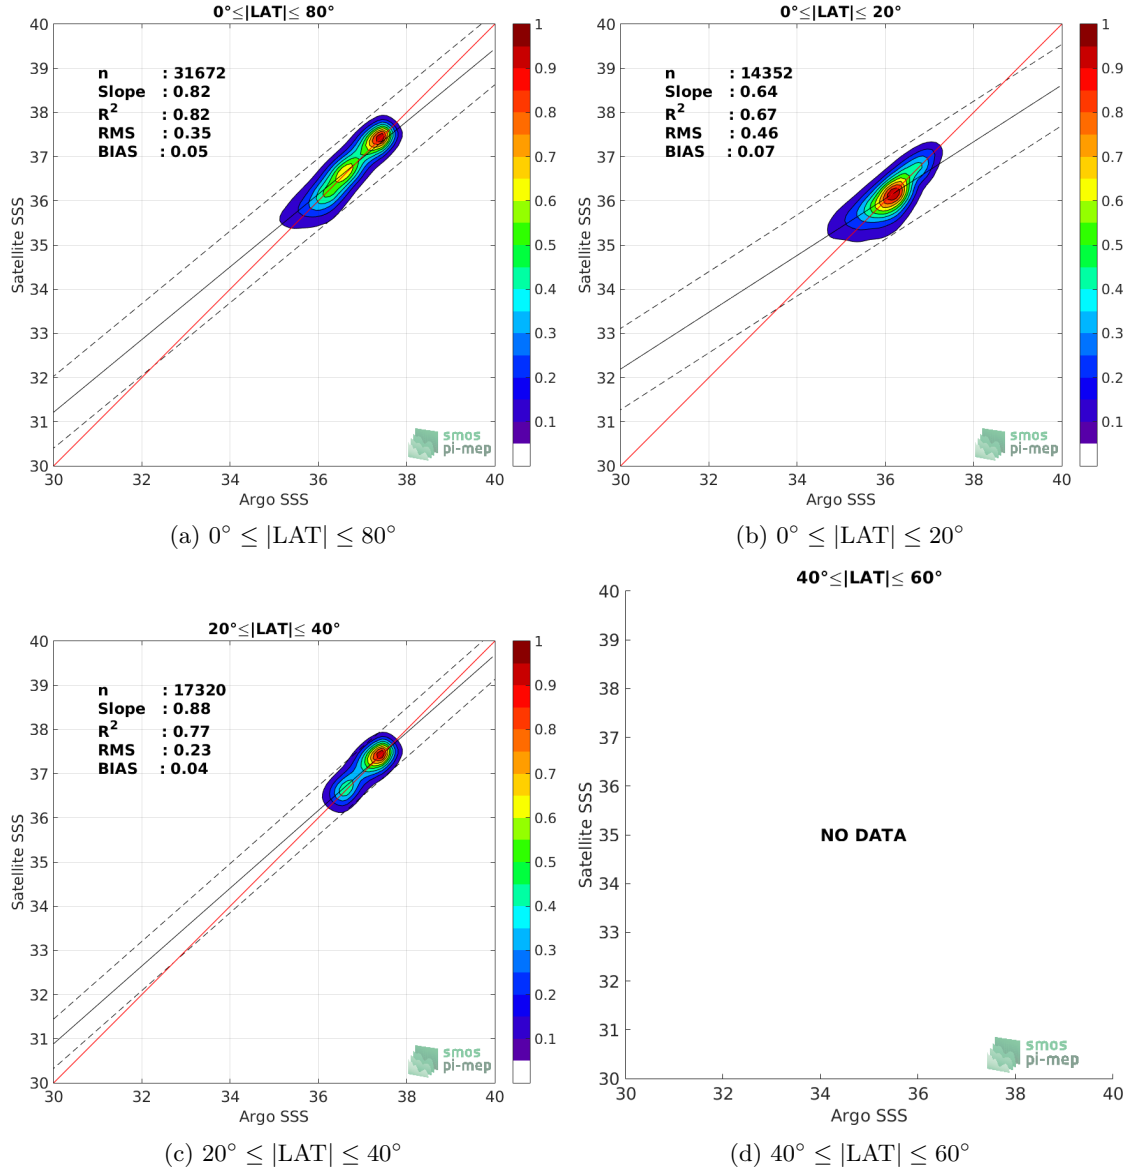 0°≤|LAT|≤ 80°
n : 31672
Slope : 0.82
R² : 0.82
RMS : 0.35
BIAS : 0.05
40
39
38
37
36
35
34
33
32
31
30
30 32 34 36 38 40
Satellite SSS
Argo SSS
smos
pi-mep
1
0.9
0.8
0.7
0.6
0.5
0.4
0.3
0.2
0.1
(a) 0° ≤ |LAT| ≤ 80°
0°≤|LAT|≤ 20°
n : 14352
Slope : 0.64
R² : 0.67
RMS : 0.46
BIAS : 0.07
40
39
38
37
36
35
34
33
32
31
30
30 32 34 36 38 40
Satellite SSS
Argo SSS
smos
pi-mep
1
0.9
0.8
0.7
0.6
0.5
0.4
0.3
0.2
0.1
(b) 0° ≤ |LAT| ≤ 20°
20°≤|LAT|≤ 40°
n : 17320
Slope : 0.88
R² : 0.77
RMS : 0.23
BIAS : 0.04
40
39
38
37
36
35
34
33
32
31
30
30 32 34 36 38 40
Satellite SSS
Argo SSS
smos
pi-mep
1
0.9
0.8
0.7
0.6
0.5
0.4
0.3
0.2
0.1
(c) 20° ≤ |LAT| ≤ 40°
40°≤|LAT|≤ 60°
40
39
38
37
36
35
34
33
32
31
30
30 32 34 36 38 40
Satellite SSS
NO DATA
Argo SSS
smos
pi-mep
(d) 40° ≤ |LAT| ≤ 60°